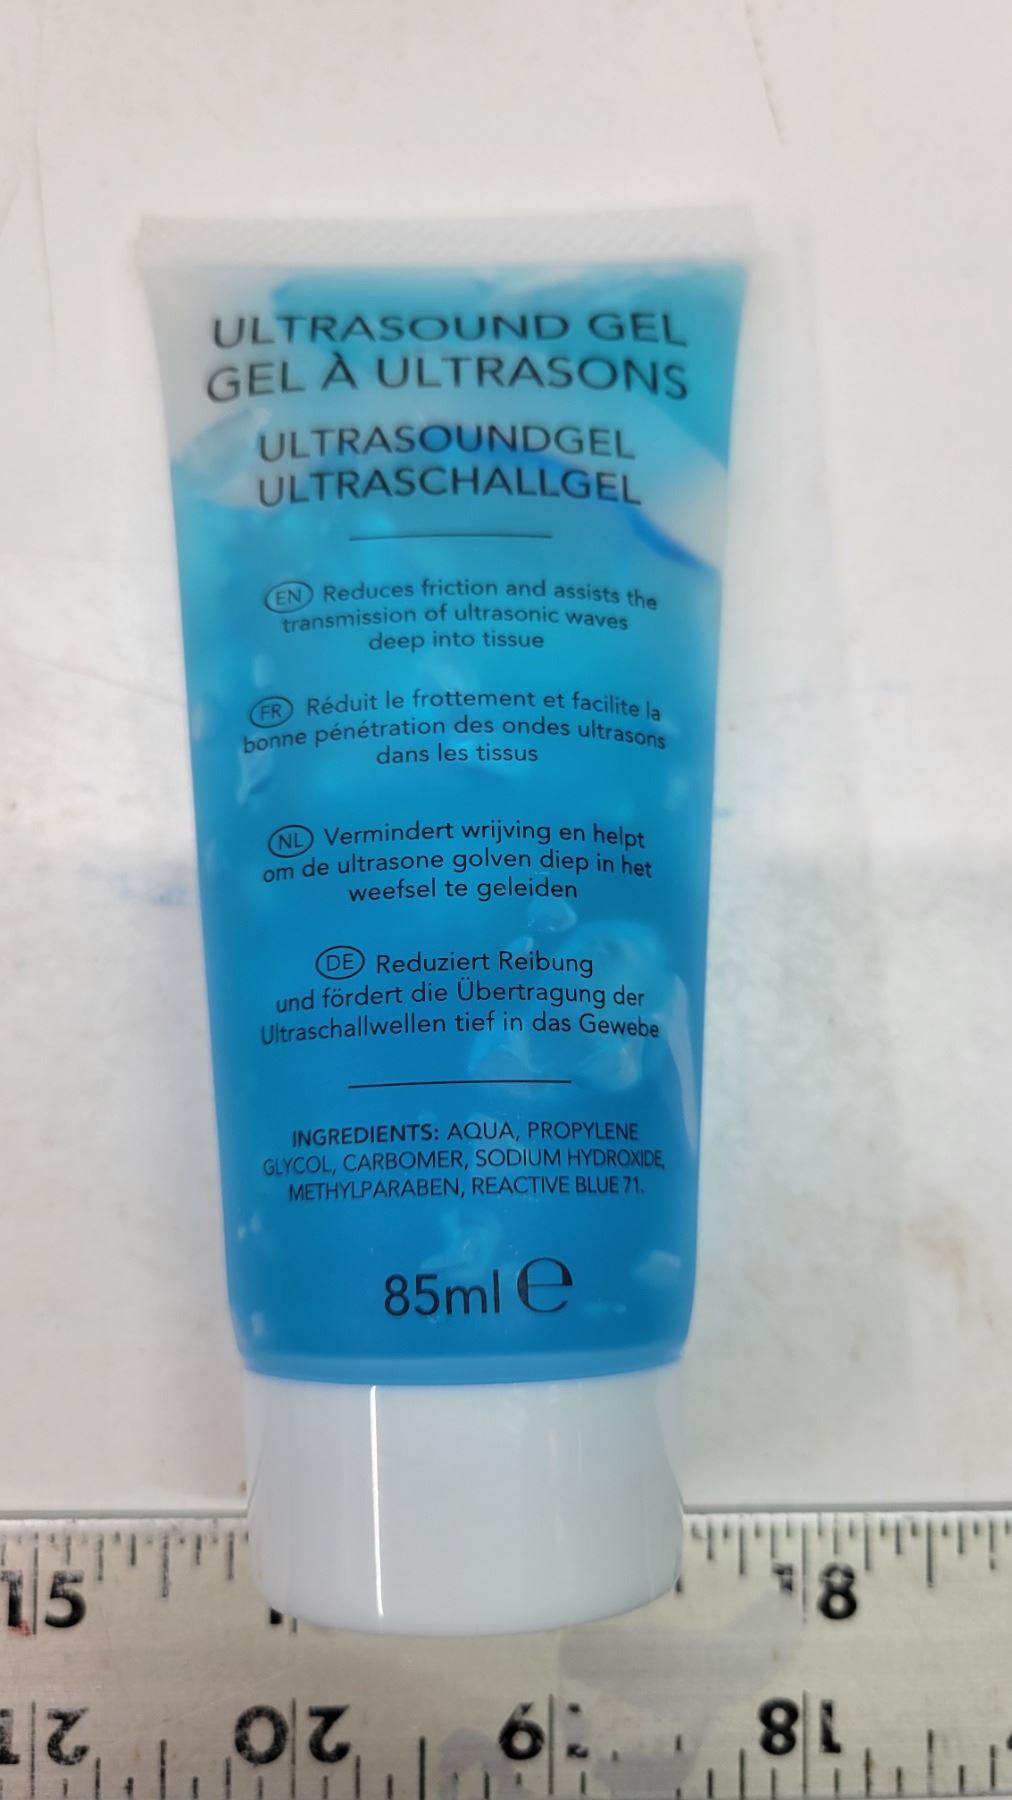 ULTRASOUND GEL
GEL À ULTRASONS
ULTRASOUNDGEL
ULTRASCHALLGEL
EN Reduces friction and assists the
transmission of ultrasonic waves
deep into tissue
FR Réduit le frottement et facilite la
bonne pénétration des ondes ultrasons
dans les tissus
NL Vermindert wrijving en helpt
om de ultrasone golven diep in het
weefsel te geleiden
DE Reduziert Reibung
und fördert die Übertragung der
Ultraschallwellen tief in das Gewebe
INGREDIENTS: AQUA, PROPYLENE
GLYCOL, CARBOMER, SODIUM HYDROXIDE,
METHYLPARABEN, REACTIVE BLUE 71.
85ml e
15 18
20 19 18